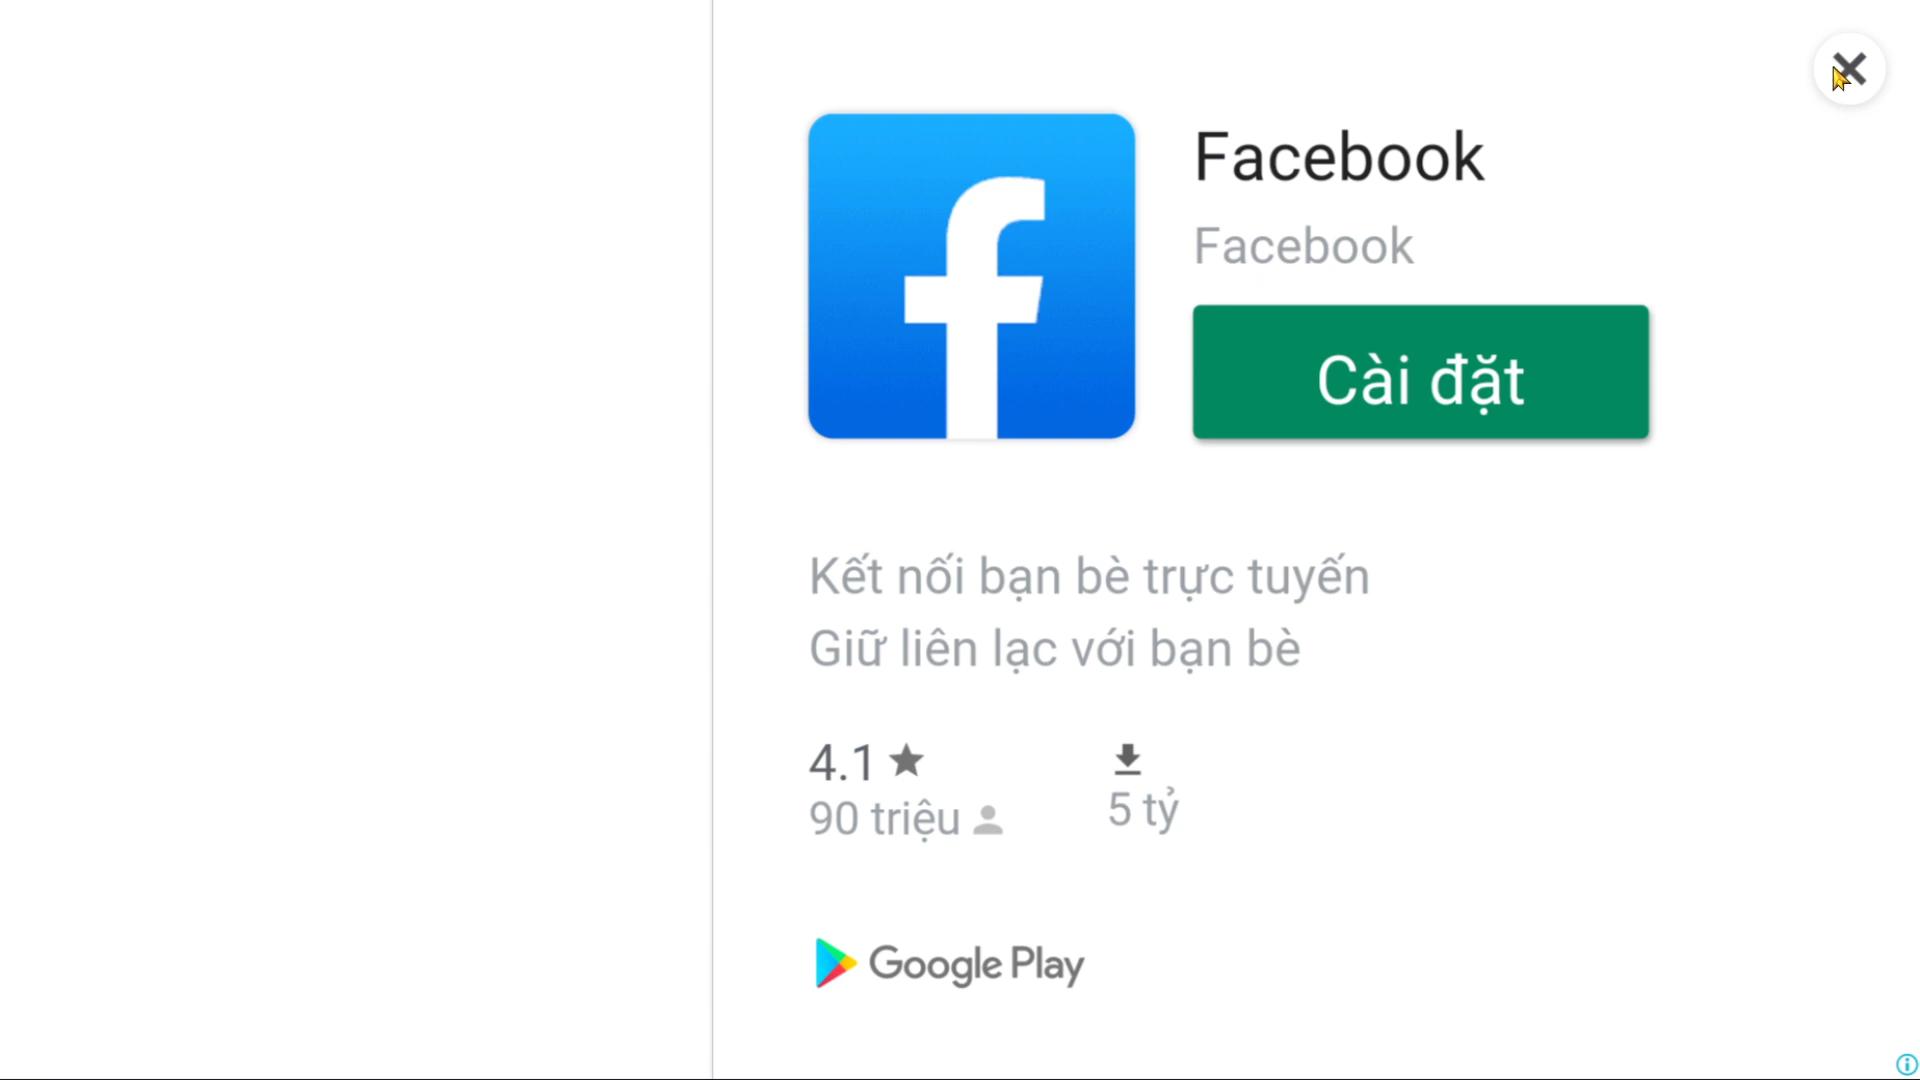 Facebook
Facebook
Cài đặt
Kết nối bạn bè trực tuyến
Giữ liên lạc với bạn bè
4.1
90 triệu
5 tỷ
Google Play